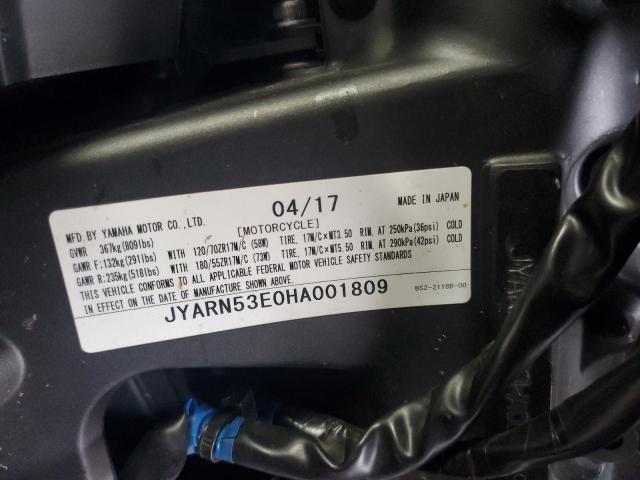 04/17
MFD.BY YAMAHA MOTOR CO.,LTD. [MOTORCYCLE] MADE IN JAPAN
GVWR 367kg(809lbs)
GAWR F:132kg(291lbs) WITH 120/70ZR17M/C (58W) TIRE, 17M/C×MT3.50 RIM, AT 250kPa(36psi) COLD
GAWR R:235kg(518lbs) WITH 180/55ZR17M/C (73W) TIRE, 17M/C×MT5.50 RIM, AT 290kPa(42psi) COLD
THIS VEHICLE CONFORMS TO ALL APPLICABLE FEDERAL MOTOR VEHICLE SAFETY STANDARDS
IN EFFECT ON THE DATE OF MANUFACTURE SHOWN ABOVE.
JYARN53E0HA001809
BS2-2118B-00